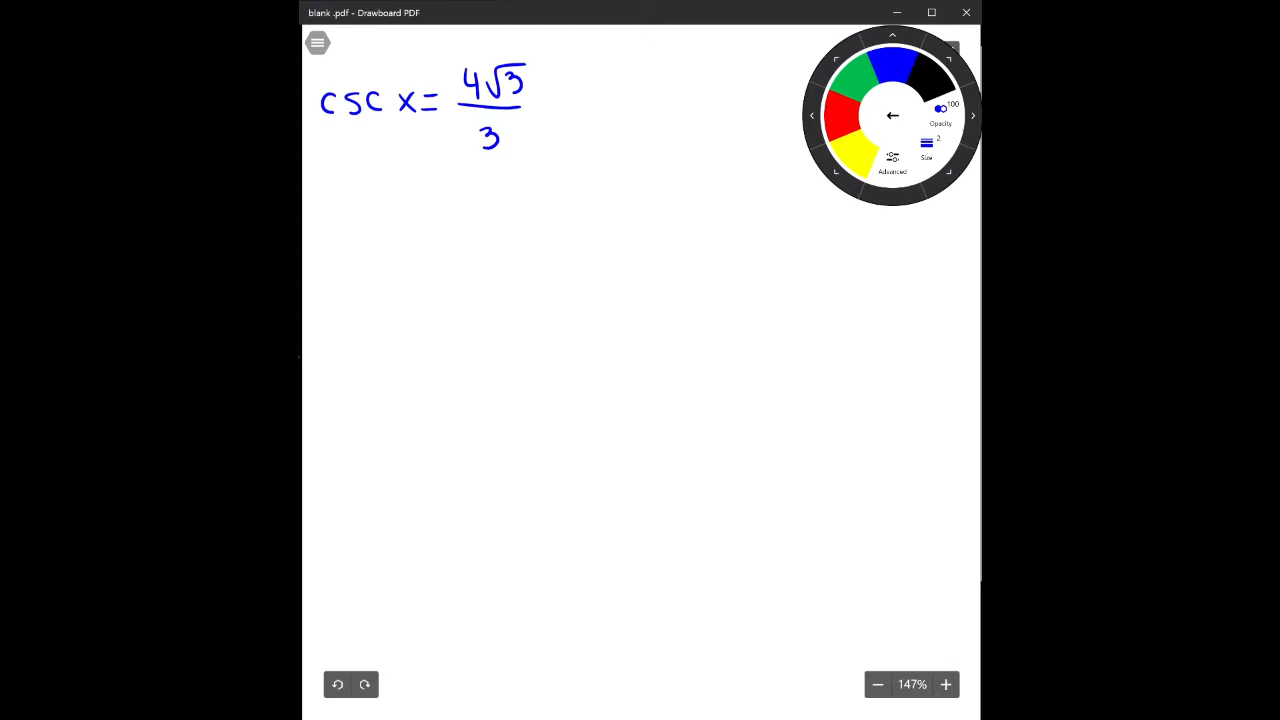 blank .pdf - Drawboard PDF
csc x = 4√3
3
100
Opacity
2
Size
Advanced
147%